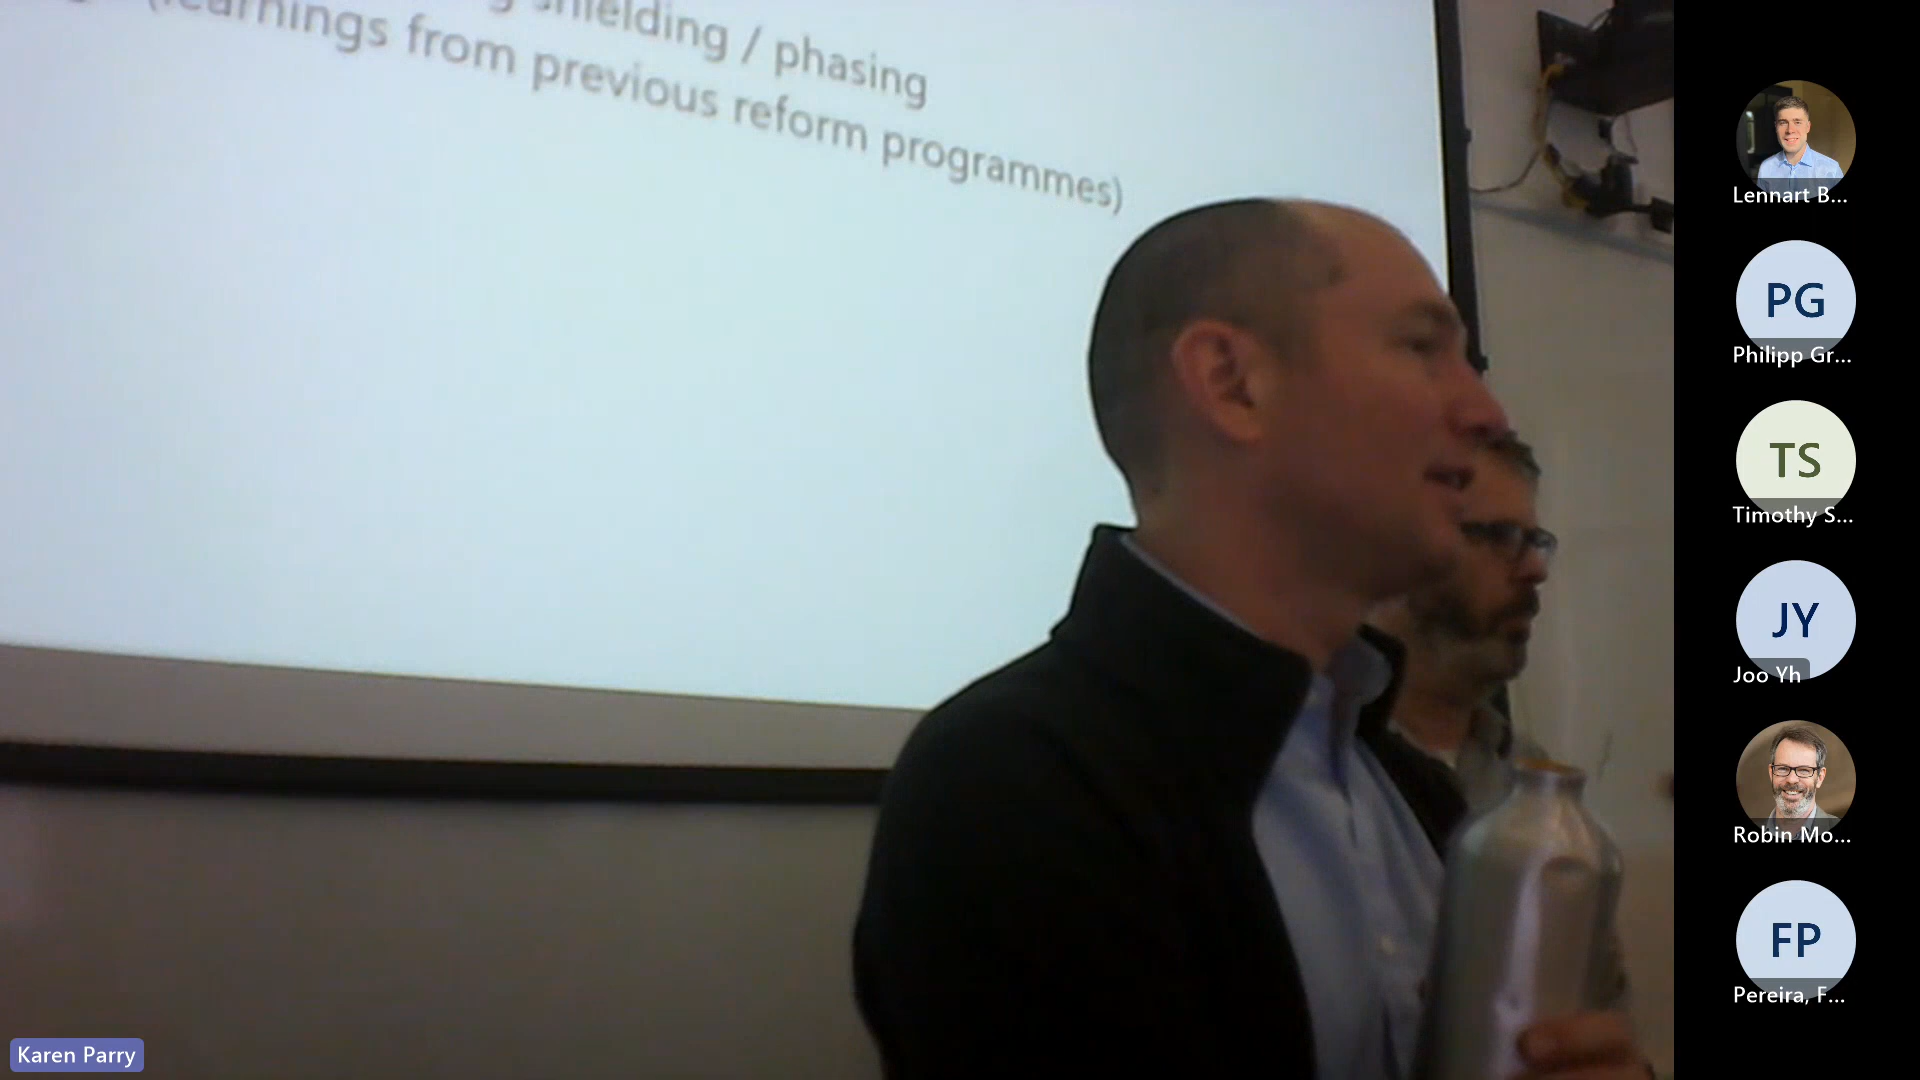 shielding / phasing
(learnings from previous reform programmes)
Lennart B...
PG
Philipp Gr...
TS
Timothy S...
JY
Joo Yh
Robin Mo...
FP
Pereira, F...
Karen Parry